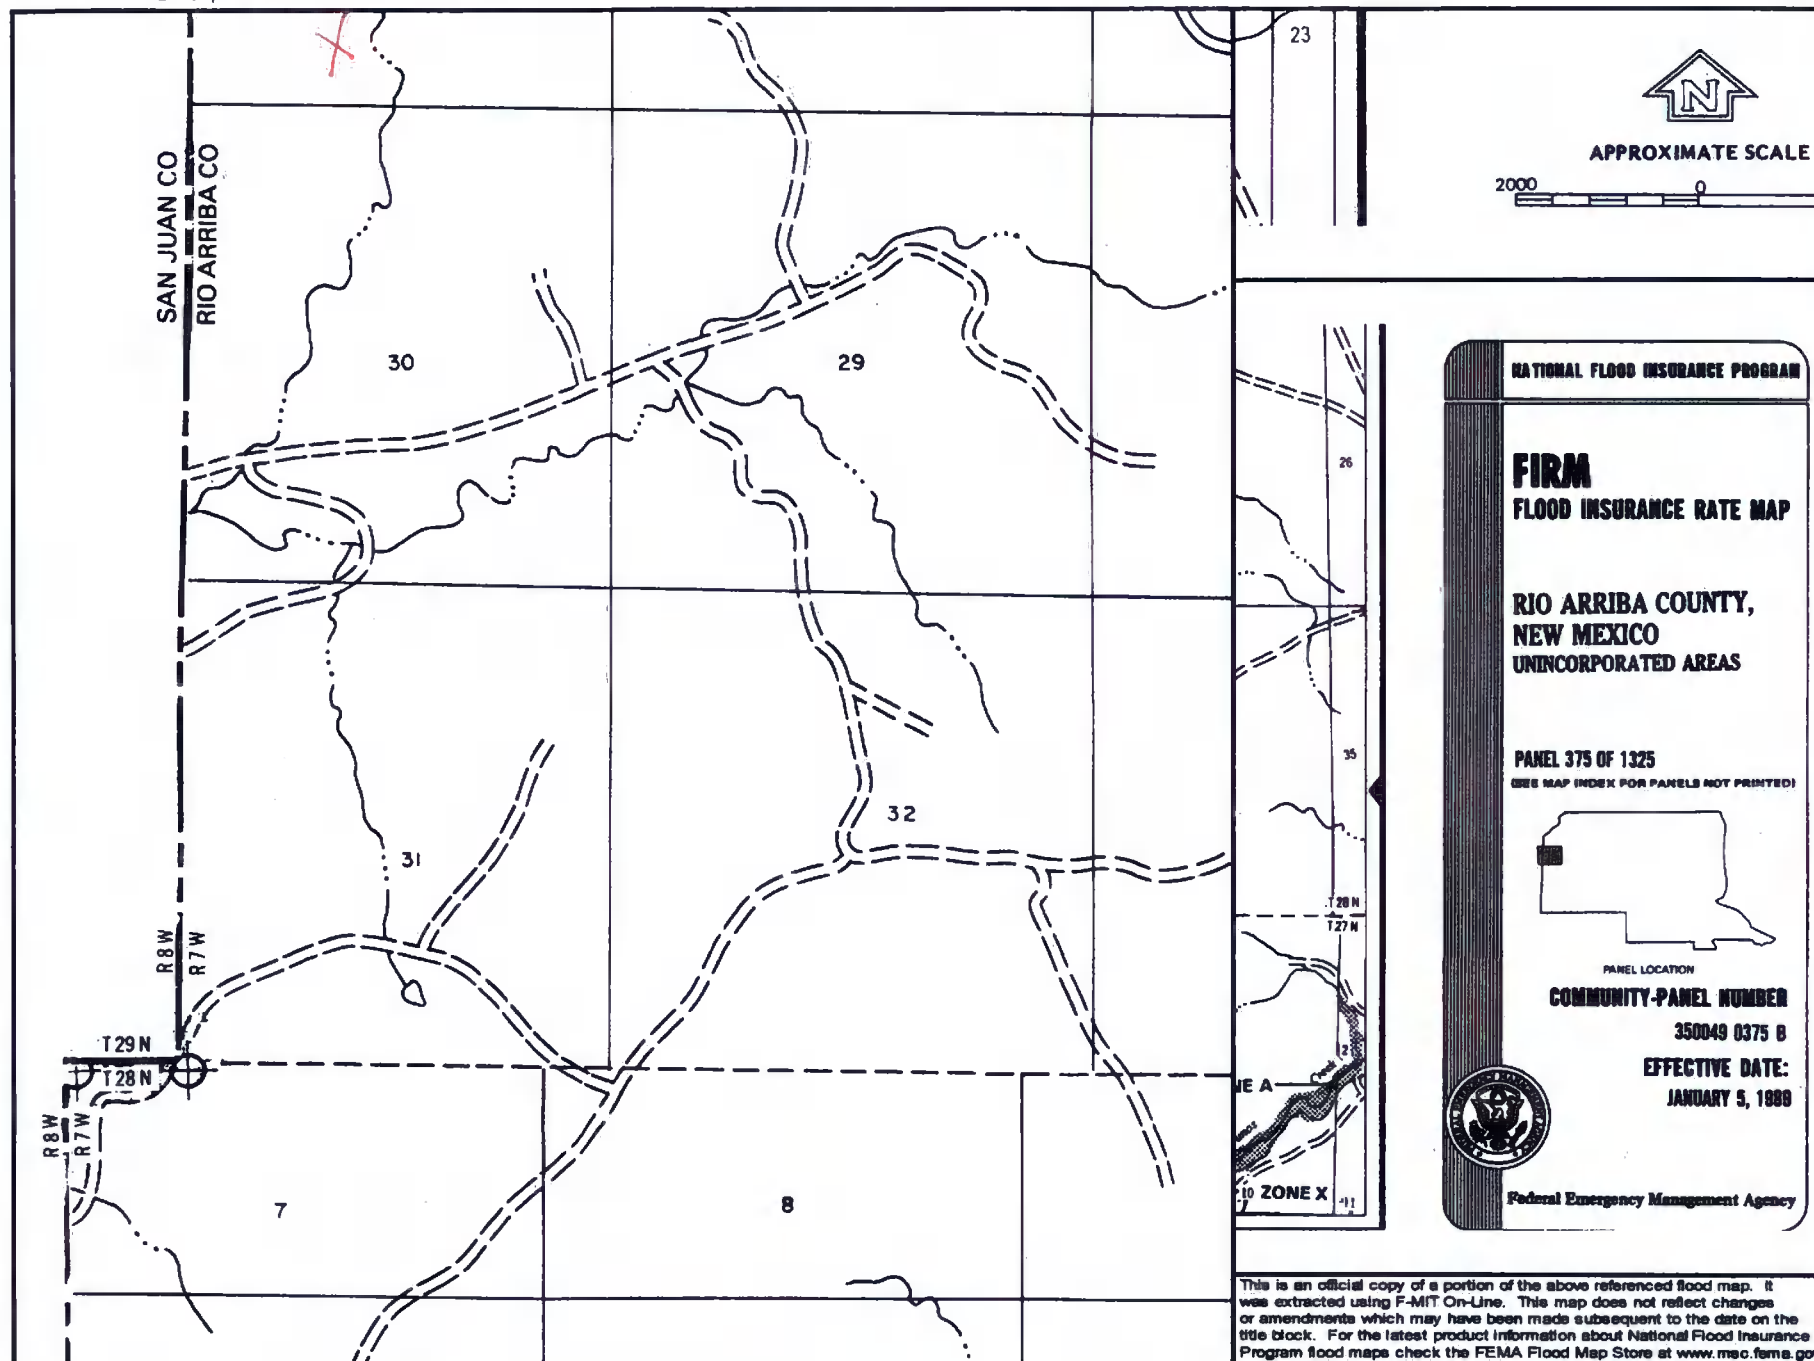 23
APPROXIMATE SCALE
2000 0
SAN JUAN CO
RIO ARRIBA CO
30
29
26
32
31
35
R8W
R7W
T29N
T28N
R8W
R7W
7
8
T28N
T27N
2
Creek
NE A
10 ZONE X
11
NATIONAL FLOOD INSURANCE PROGRAM
FIRM
FLOOD INSURANCE RATE MAP
RIO ARRIBA COUNTY,
NEW MEXICO
UNINCORPORATED AREAS
PANEL 375 OF 1325
(SEE MAP INDEX FOR PANELS NOT PRINTED)
PANEL LOCATION
COMMUNITY-PANEL NUMBER
350049 0375 B
EFFECTIVE DATE:
JANUARY 5, 1989
Federal Emergency Management Agency
This is an official copy of a portion of the above referenced flood map. It
was extracted using F-MIT On-Line. This map does not reflect changes
or amendments which may have been made subsequent to the date on the
title block. For the latest product information about National Flood Insurance
Program flood maps check the FEMA Flood Map Store at www.msc.fema.go